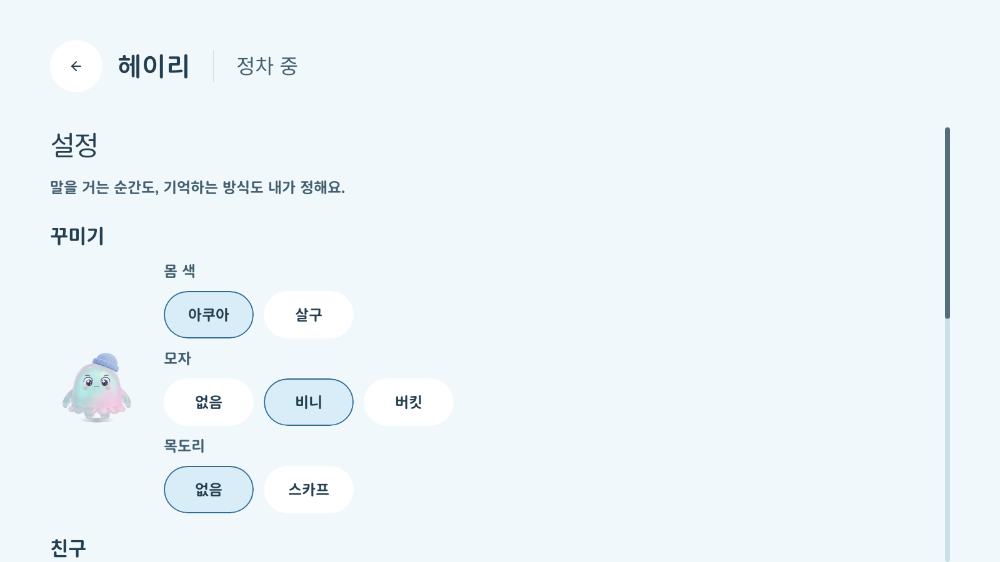 헤이리
정차 중
설정
말을 거는 순간도, 기억하는 방식도 내가 정해요.
꾸미기
몸 색
아쿠아
살구
모자
없음
비니
버킷
목도리
없음
스카프
친구